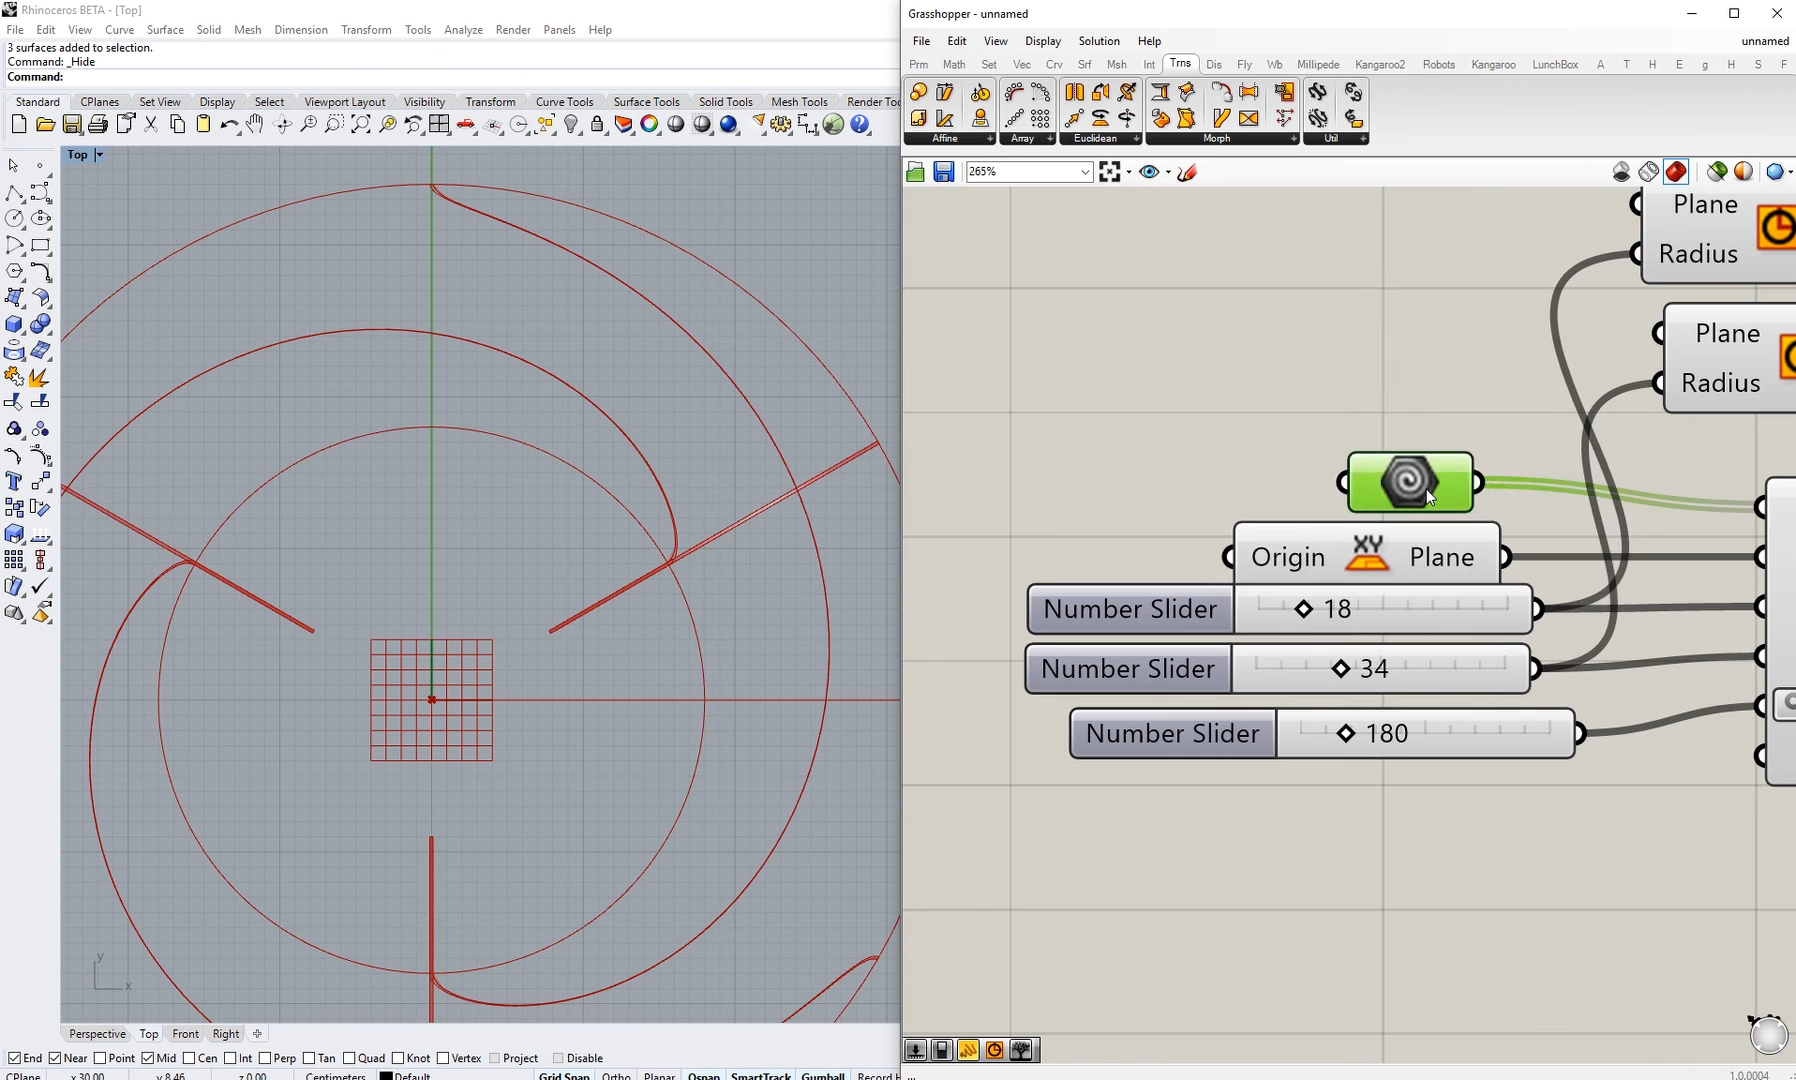 Rhinoceros BETA - [Top]
File Edit View Curve Surface Solid Mesh Dimension Transform Tools Analyze Render Panels Help
3 surfaces added to selection.
Command: _Hide
Command:
Standard CPlanes Set View Display Select Viewport Layout Visibility Transform Curve Tools Surface Tools Solid Tools Mesh Tools Render Too
Top
y
x
Perspective Top Front Right
End Near Point Mid Cen Int Perp Tan Quad Knot Vertex Project Disable
CPlane x 30.00 y 8.46 z 0.00 Centimeters Default Grid Snap Ortho Planar Osnap SmartTrack Gumball Record H
Grasshopper - unnamed
File Edit View Display Solution Help unnamed
Prm Math Set Vec Crv Srf Msh Int Trns Dis Fly Wb Millipede Kangaroo2 Robots Kangaroo LunchBox A T H E g H S F
Affine Array Euclidean Morph Util
265%
Plane
Radius
Plane
Radius
Origin XY Plane
Number Slider 18
Number Slider 34
Number Slider 180
...
1.0.0004